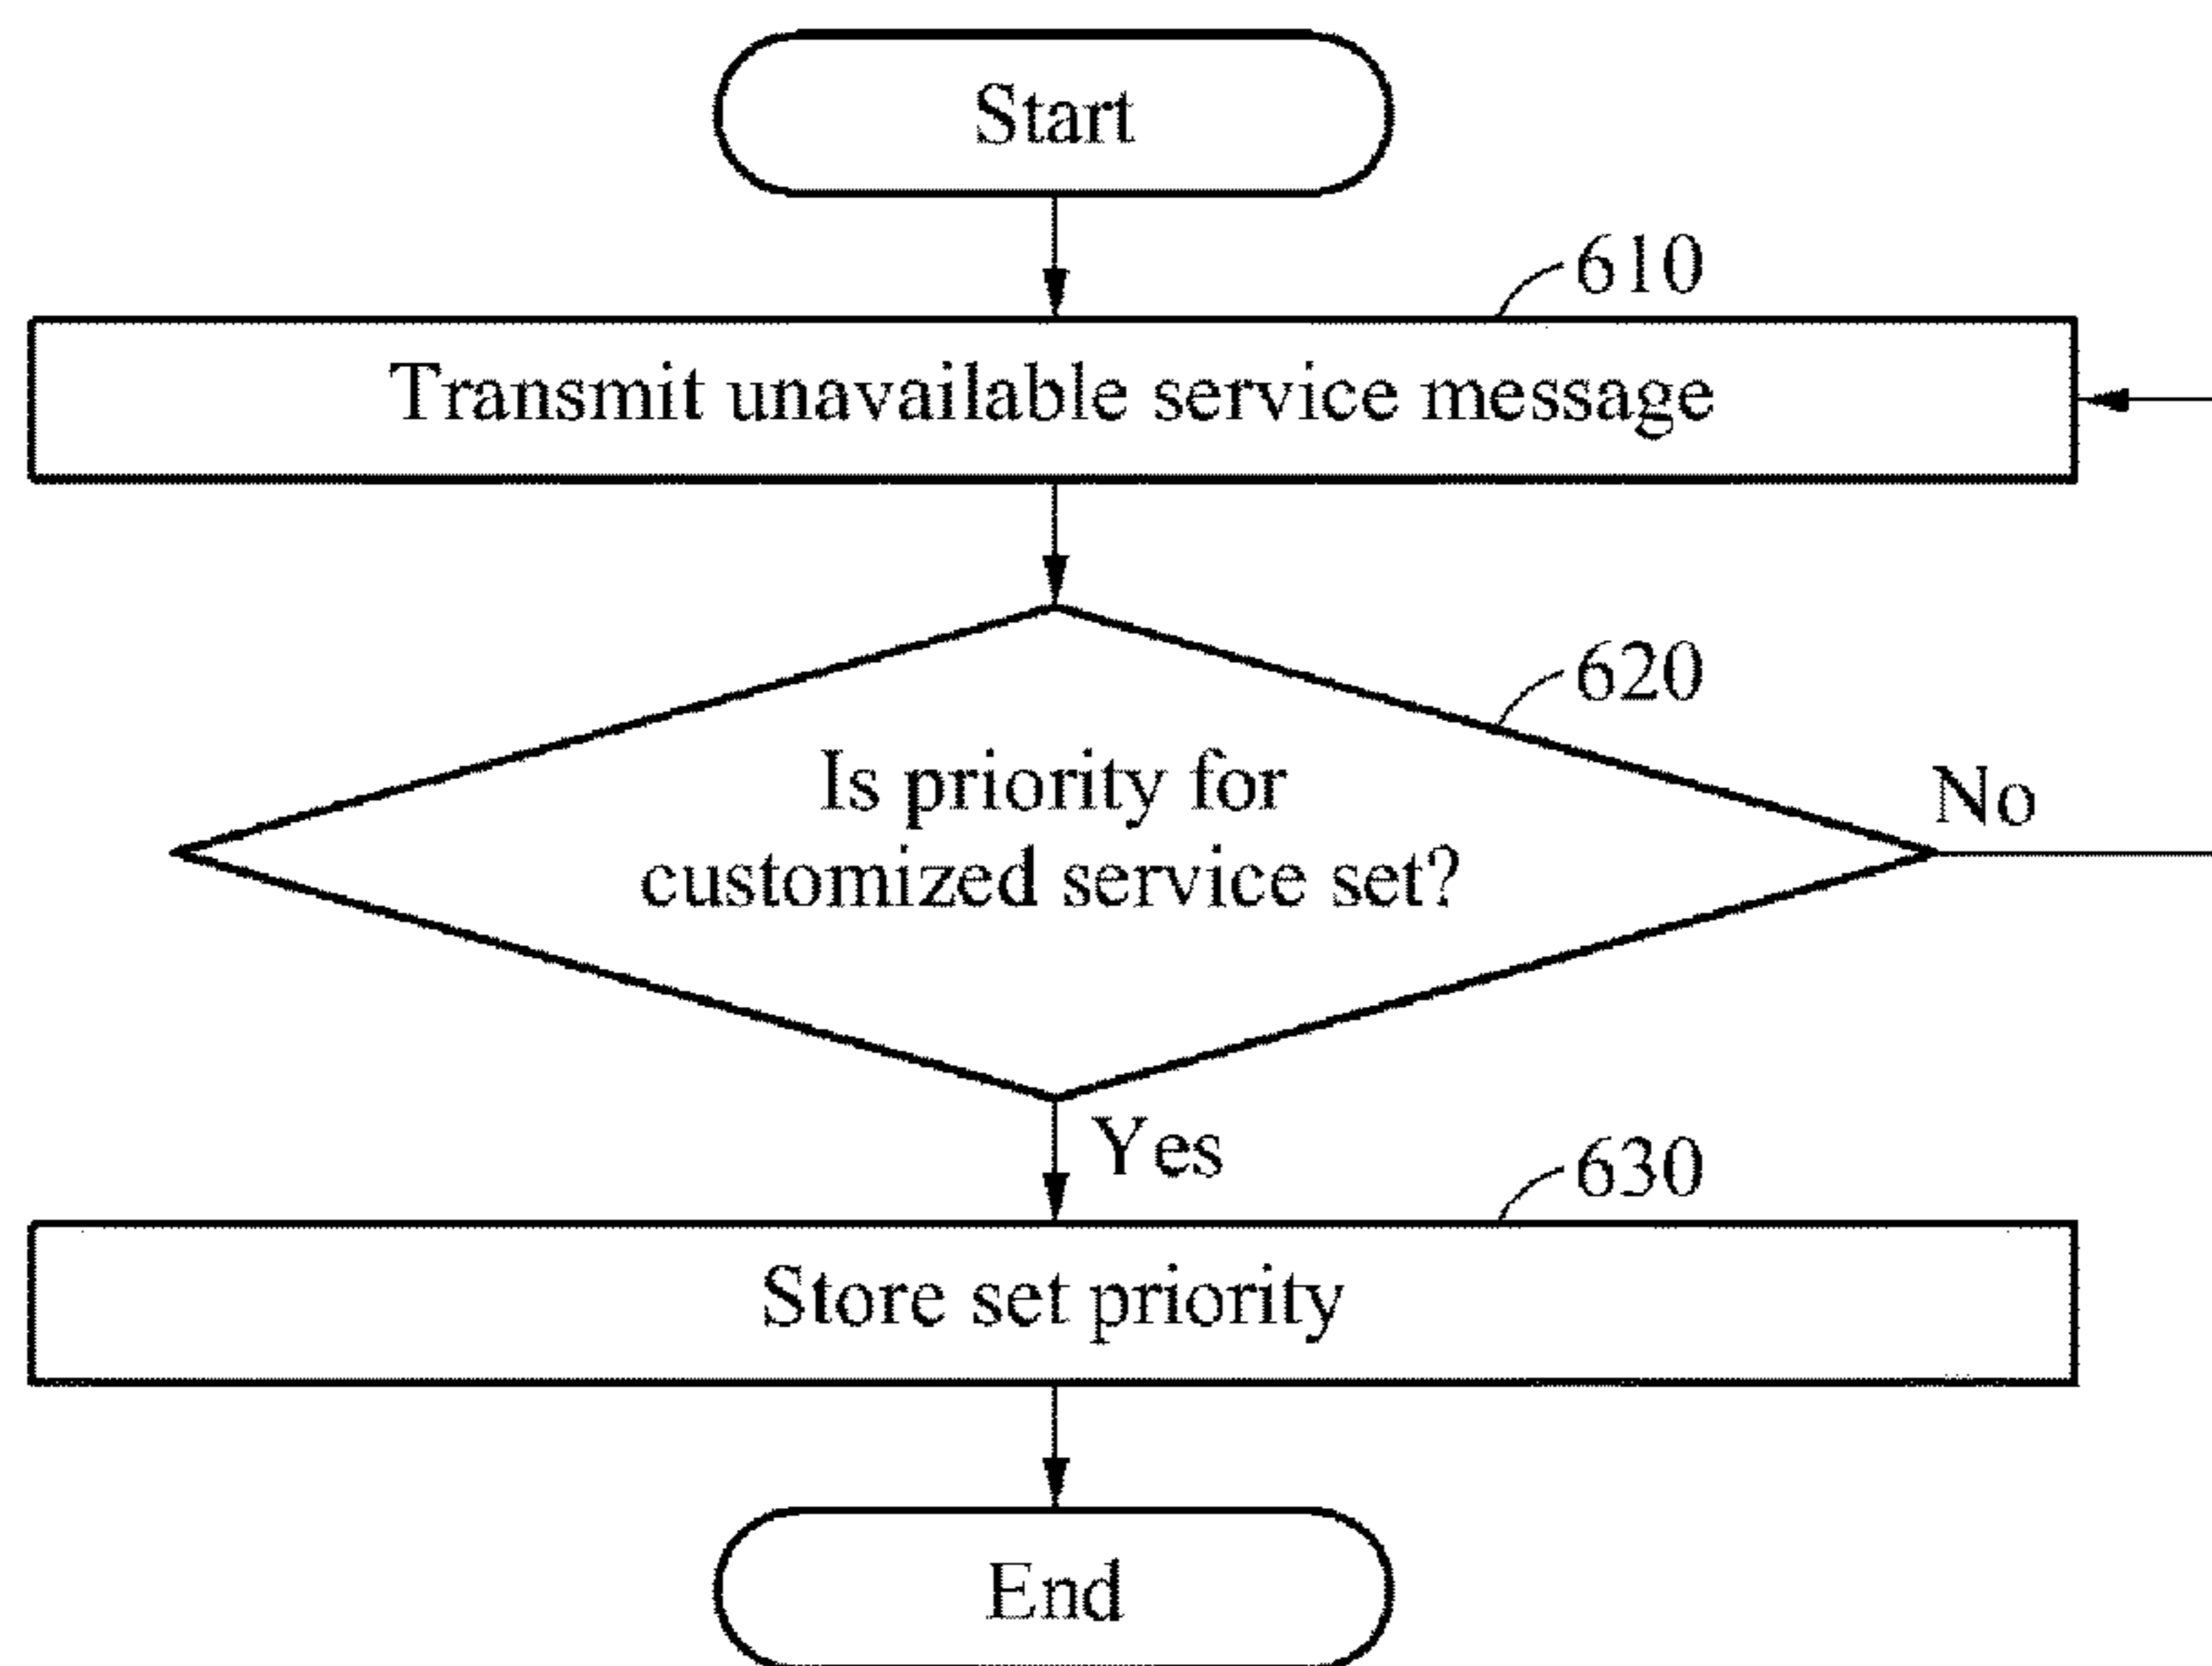 Start
610
Transmit unavailable service message
620
Is priority for
customized service set?
No
Yes
630
Store set priority
End